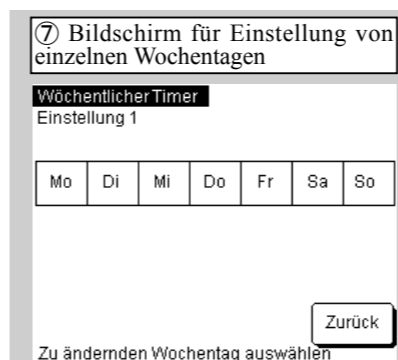 ⑦ Bildschirm für Einstellung von
einzelnen Wochentagen
Wöchentlicher Timer
Einstellung 1
Mo Di Mi Do Fr Sa So
Zurück
Zu ändernden Wochentag auswählen